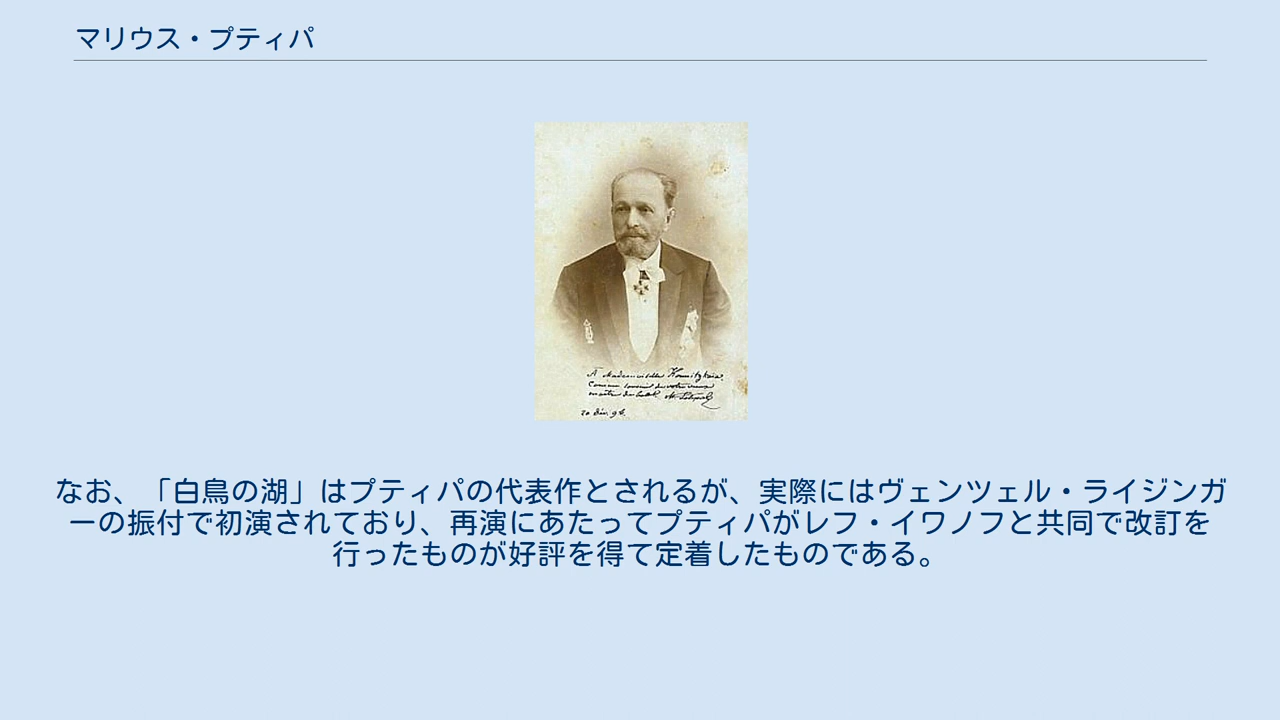 マリウス・プティパ
À Mademoiselle
20 Déc. 96.
なお、「白鳥の湖」はプティパの代表作とされるが、実際にはヴェンツェル・ライジンガ
ーの振付で初演されており、再演にあたってプティパがレフ・イワノフと共同で改訂を
行ったものが好評を得て定着したものである。